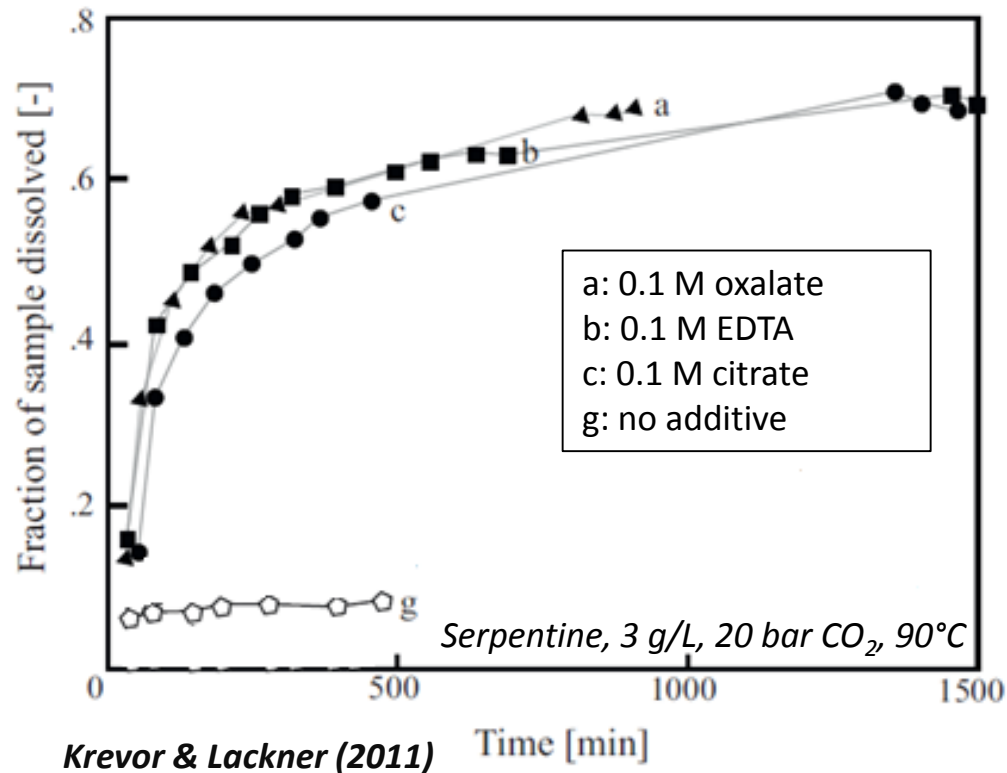 .8
.6
.4
.2
Fraction of sample dissolved [-]
a
b
c
a: 0.1 M oxalate
b: 0.1 M EDTA
c: 0.1 M citrate
g: no additive
g
Serpentine, 3 g/L, 20 bar CO₂, 90°C
0 500 1000 1500
Krevor & Lackner (2011) Time [min]